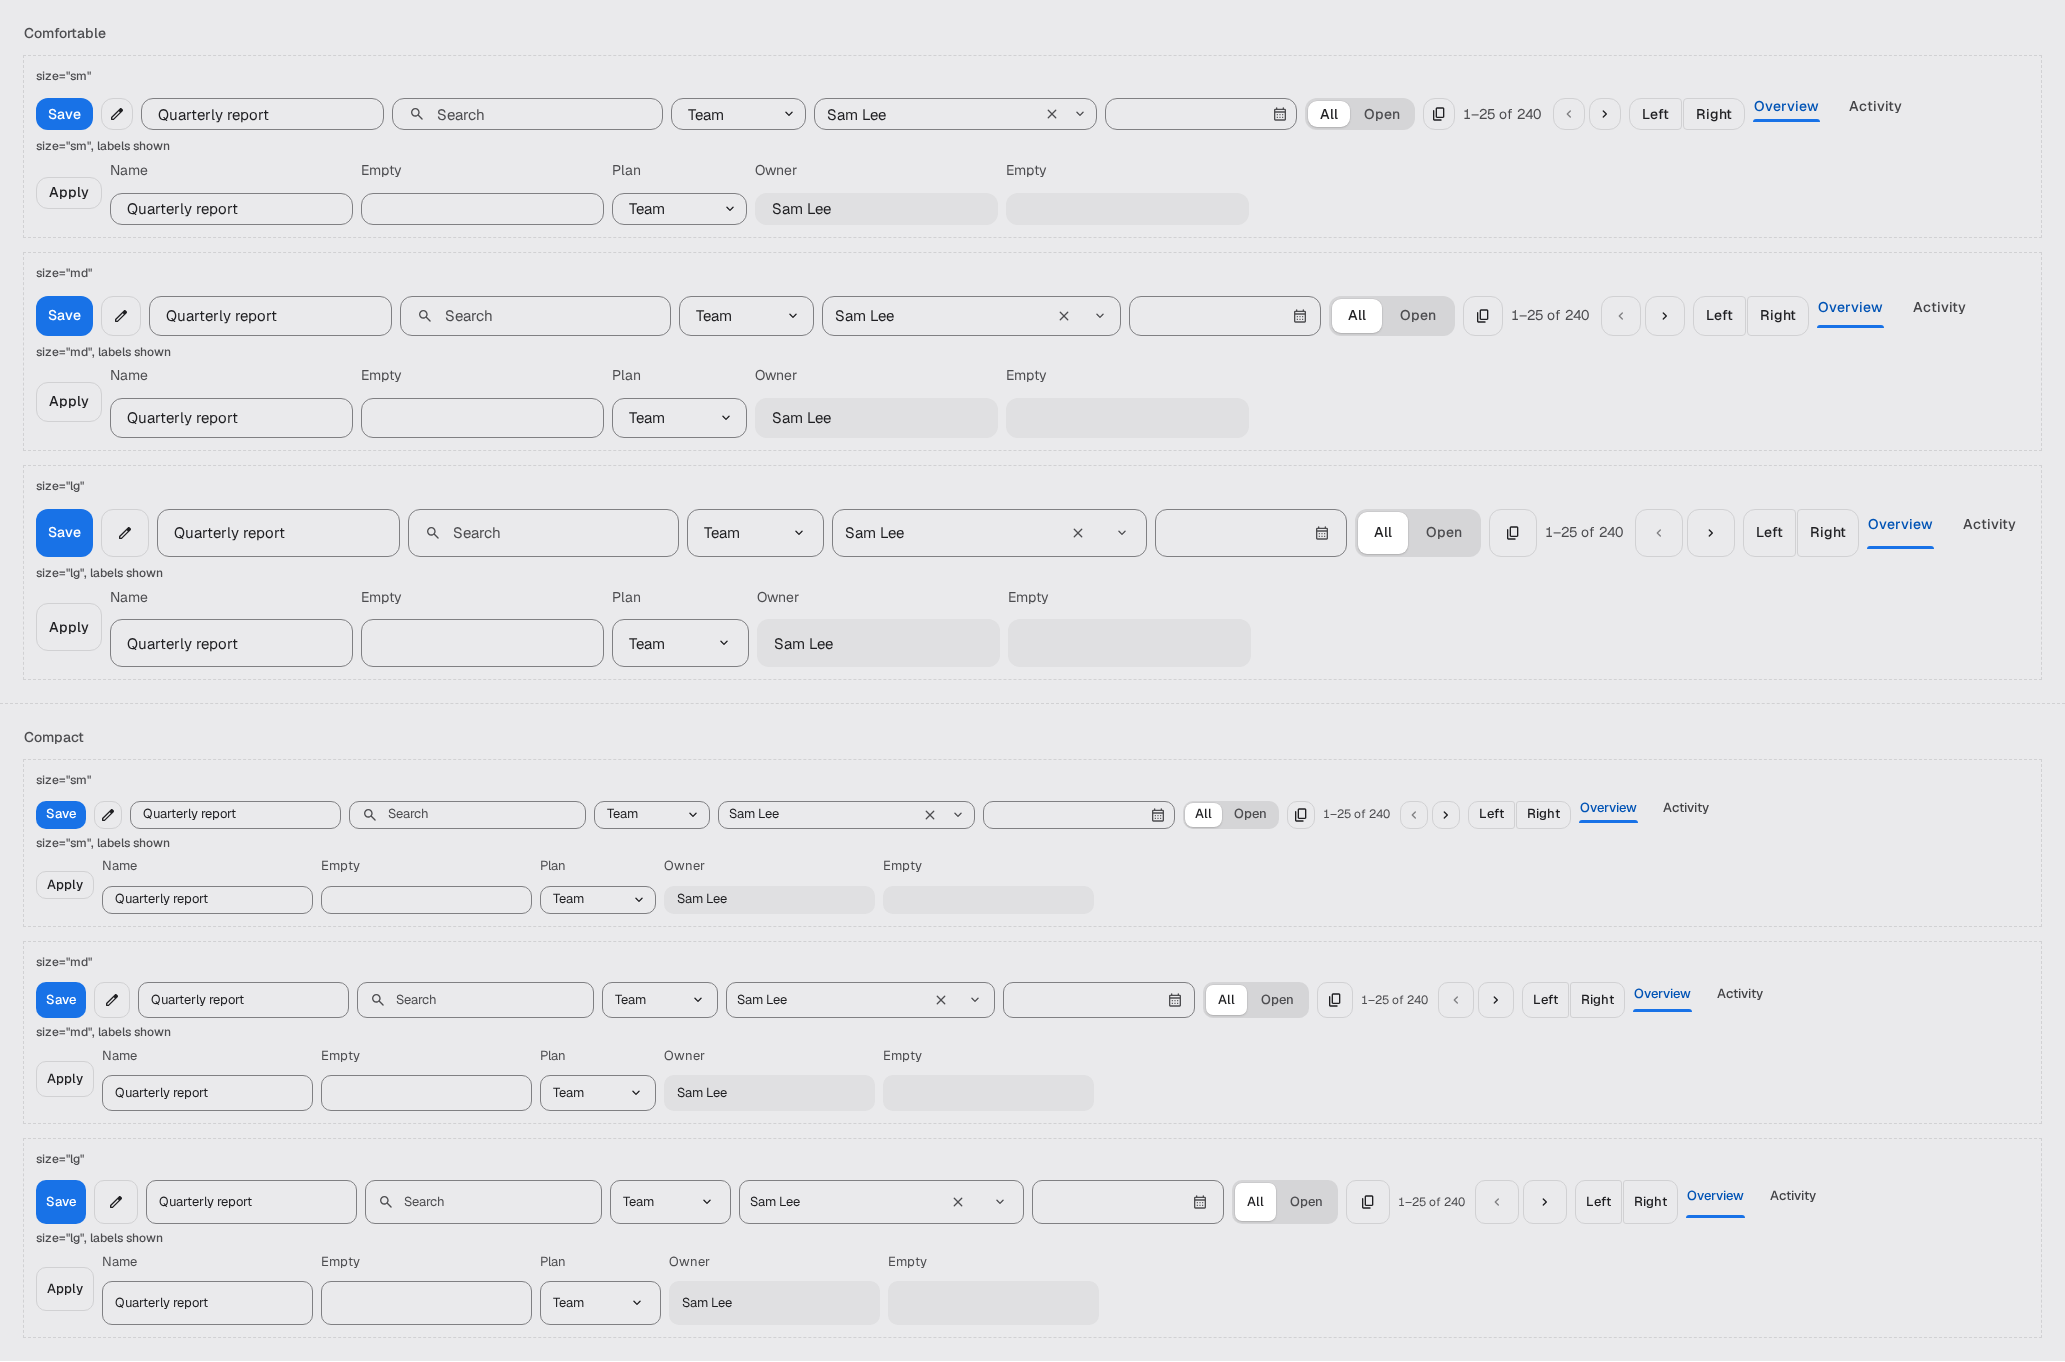 Comfortable
size="sm"
Save Quarterly report Search Team Sam Lee All Open 1–25 of 240 Left Right Overview Activity
size="sm", labels shown
Name Empty Plan Owner Empty
Apply Quarterly report Team Sam Lee
size="md"
Save Quarterly report Search Team Sam Lee All Open 1–25 of 240 Left Right Overview Activity
size="md", labels shown
Name Empty Plan Owner Empty
Apply Quarterly report Team Sam Lee
size="lg"
Save Quarterly report Search Team Sam Lee All Open 1–25 of 240 Left Right Overview Activity
size="lg", labels shown
Name Empty Plan Owner Empty
Apply Quarterly report Team Sam Lee
Compact
size="sm"
Save Quarterly report Search Team Sam Lee All Open 1–25 of 240 Left Right Overview Activity
size="sm", labels shown
Name Empty Plan Owner Empty
Apply Quarterly report Team Sam Lee
size="md"
Save Quarterly report Search Team Sam Lee All Open 1–25 of 240 Left Right Overview Activity
size="md", labels shown
Name Empty Plan Owner Empty
Apply Quarterly report Team Sam Lee
size="lg"
Save Quarterly report Search Team Sam Lee All Open 1–25 of 240 Left Right Overview Activity
size="lg", labels shown
Name Empty Plan Owner Empty
Apply Quarterly report Team Sam Lee